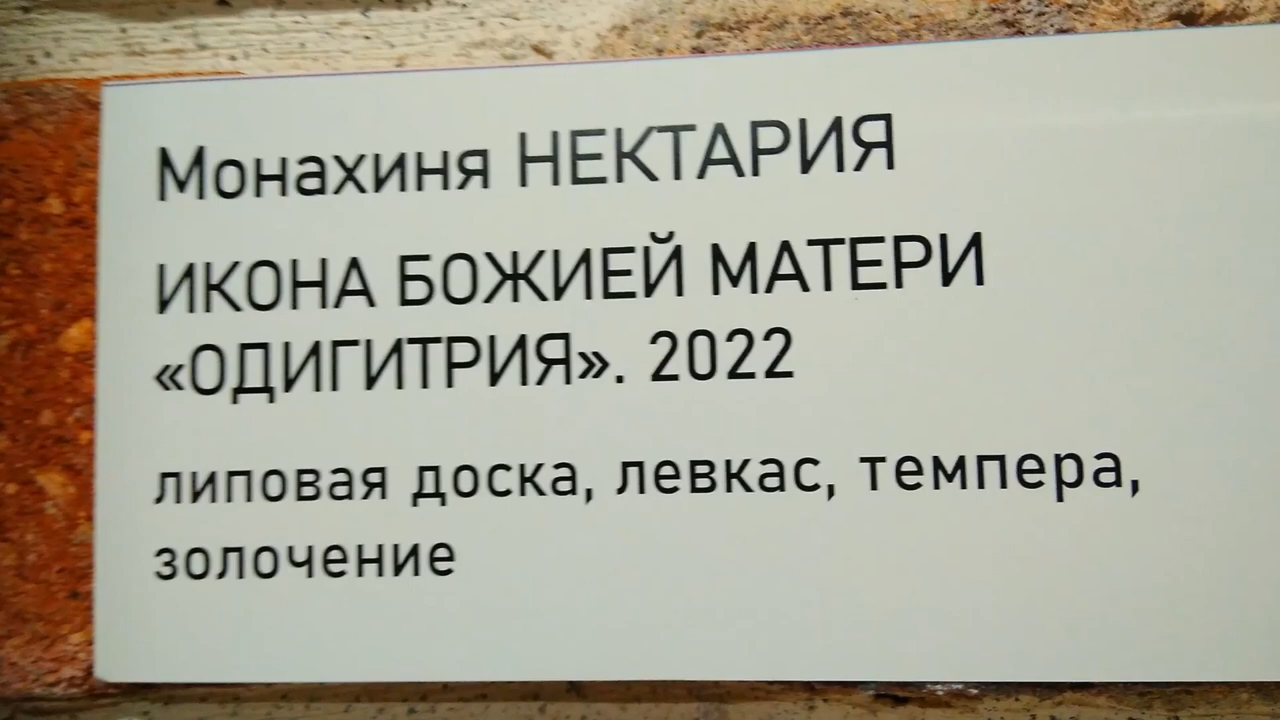 Монахиня НЕКТАРИЯ
ИКОНА БОЖИЕЙ МАТЕРИ
«ОДИГИТРИЯ». 2022
липовая доска, левкас, темпера,
золочение